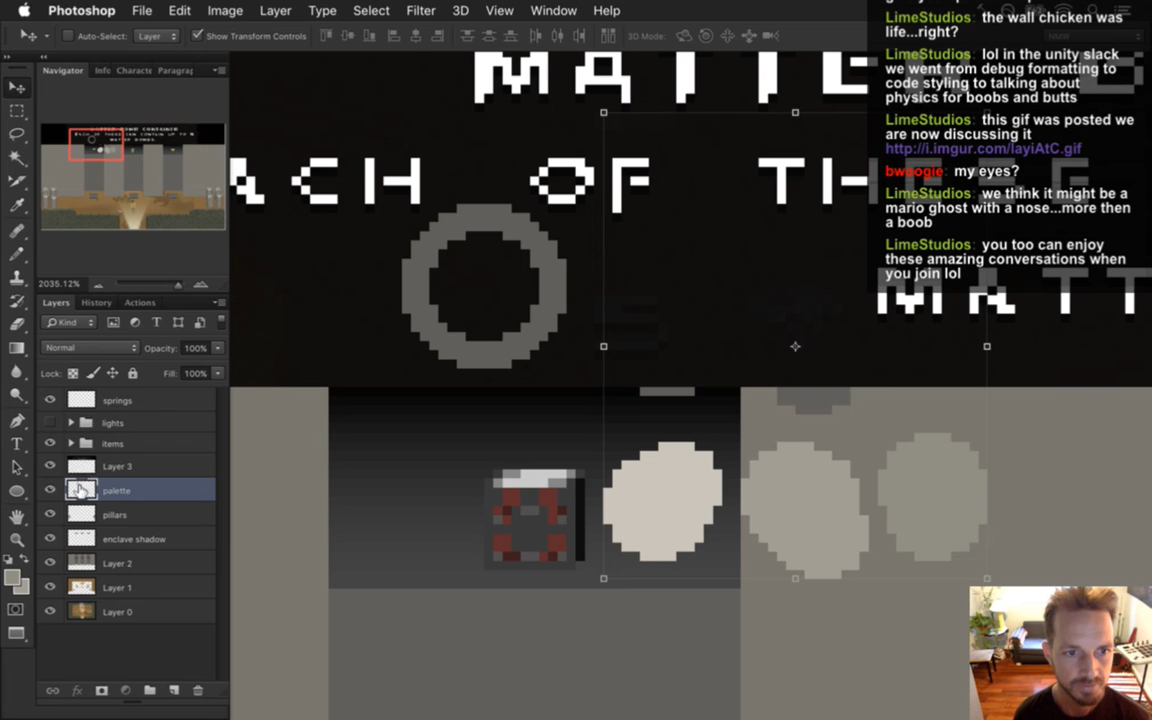 Photoshop File Edit Image Layer Type Select Filter 3D View Window Help
Auto-Select: Layer Show Transform Controls 3D Mode:
Navigator Info Characte Paragrap
2035.12%
Layers History Actions
Kind
Normal Opacity: 100%
Lock: Fill: 100%
springs
lights
items
Layer 3
palette
pillars
enclave shadow
Layer 2
Layer 1
Layer 0
MATTE
ACH OF THESE
MATT
LimeStudios: the wall chicken was
life...right?
LimeStudios: lol in the unity slack
we went from debug formatting to
code styling to talking about
physics for boobs and butts
LimeStudios: this gif was posted we
are now discussing it
http://i.imgur.com/layiAtC.gif
bwoogie: my eyes?
LimeStudios: we think it might be a
mario ghost with a nose...more then
a boob
LimeStudios: you too can enjoy
these amazing conversations when
you join lol